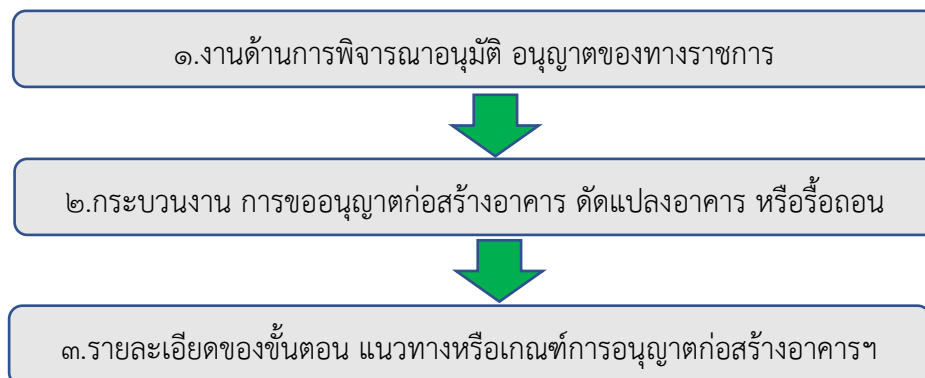 ๑.งานด้านการพิจารณาอนุมัติ อนุญาตของทางราชการ
๒.กระบวนงาน การขออนุญาตก่อสร้างอาคาร ดัดแปลงอาคาร หรือรื้อถอน
๓.รายละเอียดของขั้นตอน แนวทางหรือเกณฑ์การอนุญาตก่อสร้างอาคารฯ